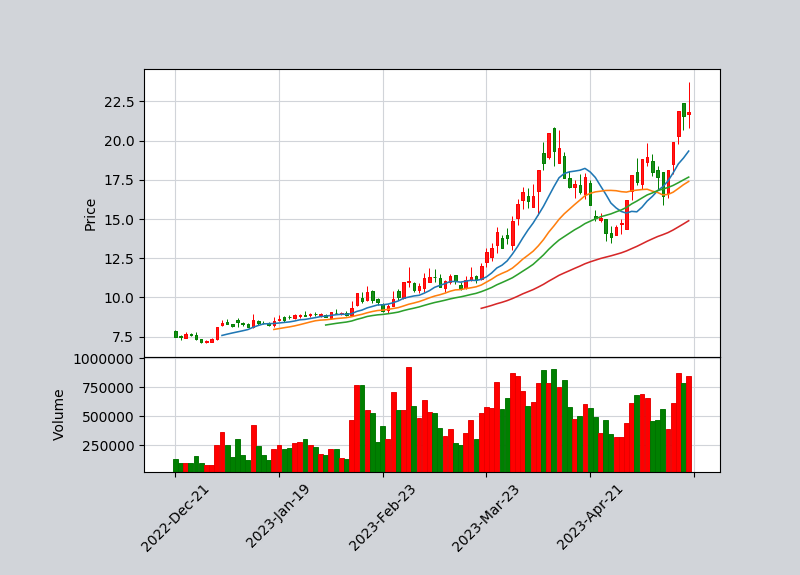 22.5
20.0
17.5
15.0
12.5
10.0
7.5
Price
1000000
750000
500000
250000
Volume
2022-Dec-21
2023-Jan-19
2023-Feb-23
2023-Mar-23
2023-Apr-21